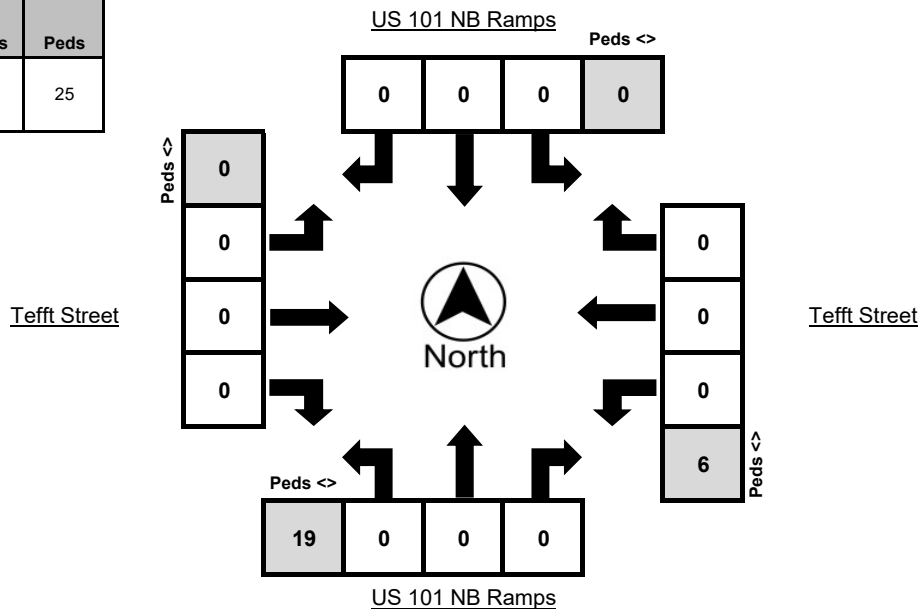 US 101 NB Ramps
s Peds
25
Peds <>
0 0 0 0
Peds <>
0
0
0
0
Tefft Street
North
0
0
0
6
Peds <>
Tefft Street
Peds <>
19 0 0 0
US 101 NB Ramps